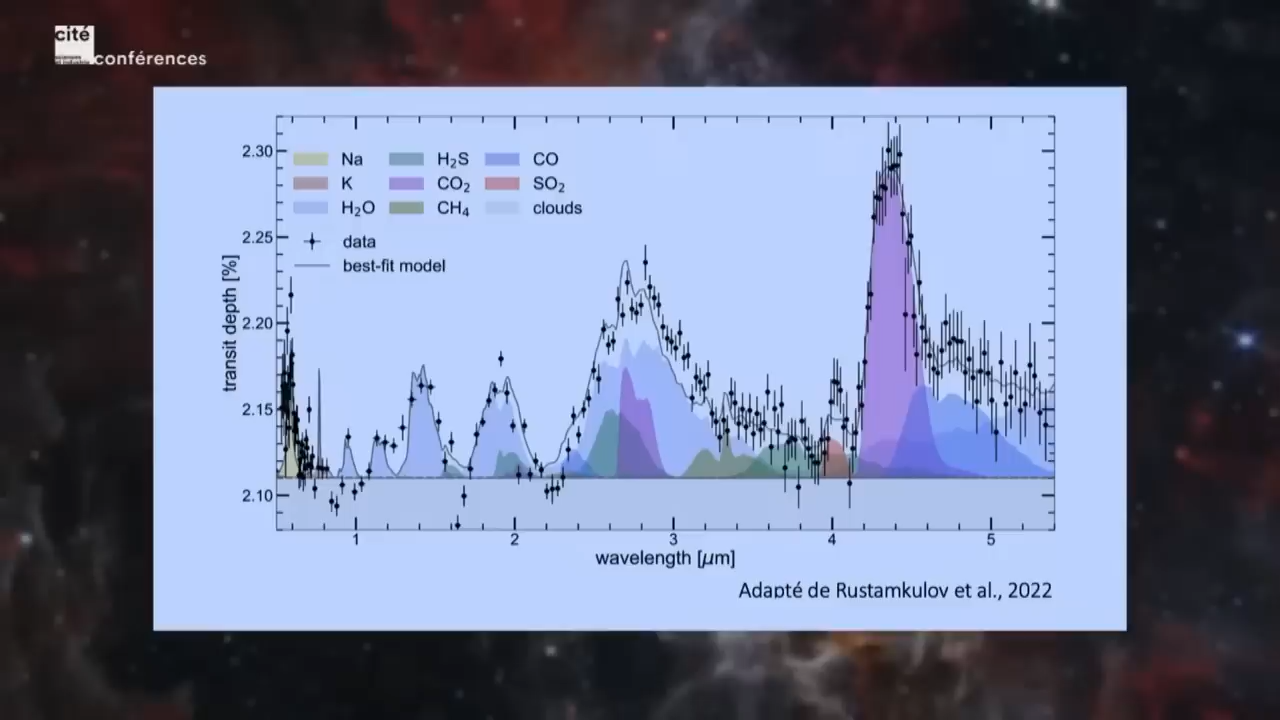 cité
conférences
2.30
2.25
2.20
2.15
2.10
transit depth [%]
Na
H₂S
CO
K
CO₂
SO₂
H₂O
CH₄
clouds
data
best-fit model
1 2 3 4 5
wavelength [μm]
Adapté de Rustamkulov et al., 2022